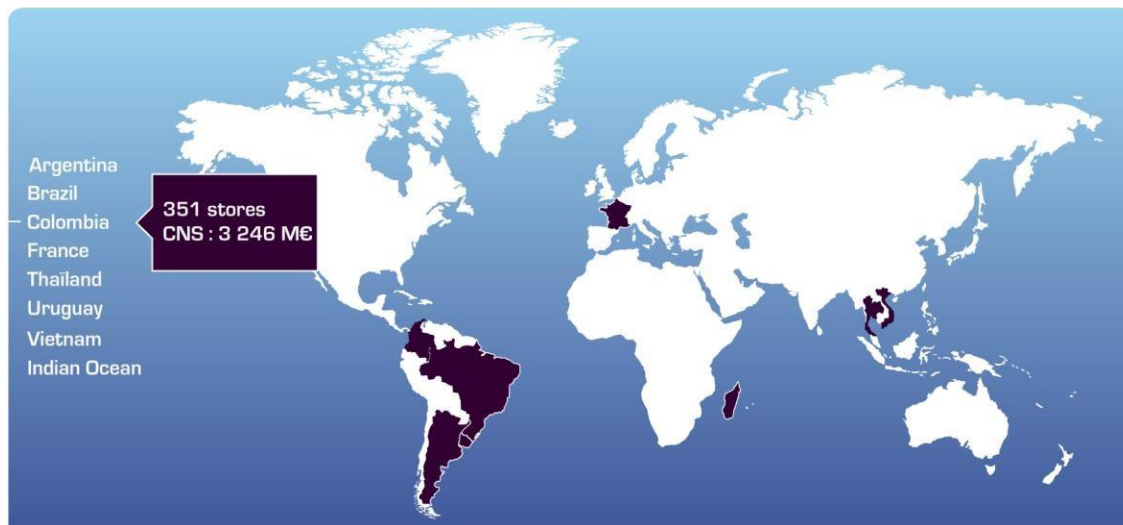 Argentina
Brazil
Colombia
France
Thaïland
Uruguay
Vietnam
Indian Ocean
351 stores
CNS : 3 246 M€